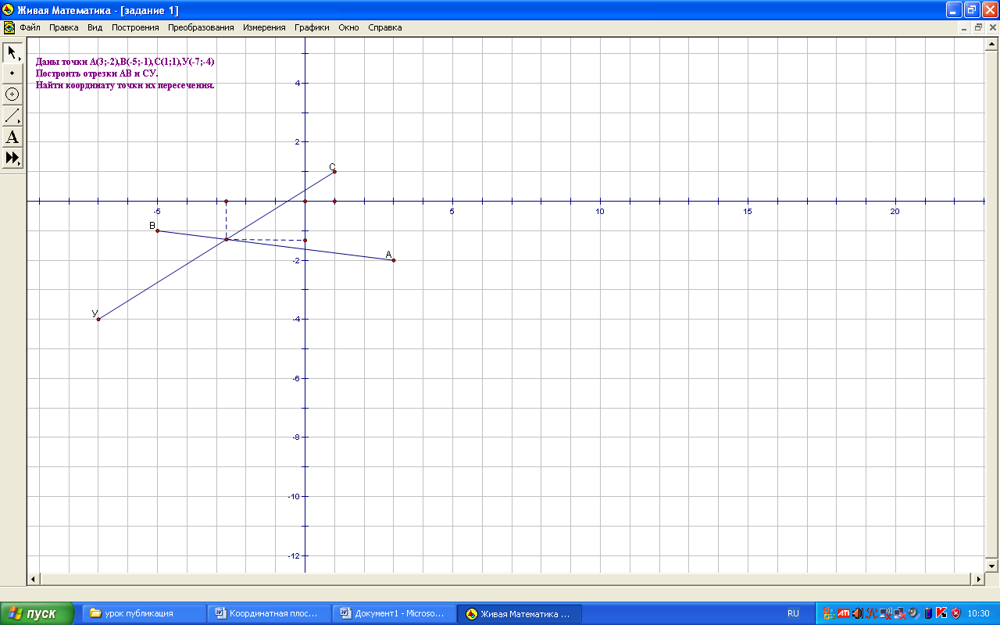 Живая Математика - [задание 1]
Файл Правка Вид Построения Преобразования Измерения Графики Окно Справка
Даны точки А(3;-2),В(-5;-1),С(1;1),У(-7;-4)
Построить отрезки АВ и СУ.
Найти координату точки их пересечения.
A
4
2
C
-5
5
10
15
20
B
A
-2
У
-4
-6
-8
-10
-12
пуск
урок публикация
Координатная плос...
Документ1 - Microso...
Живая Математика ...
RU
ATI
K
10:30